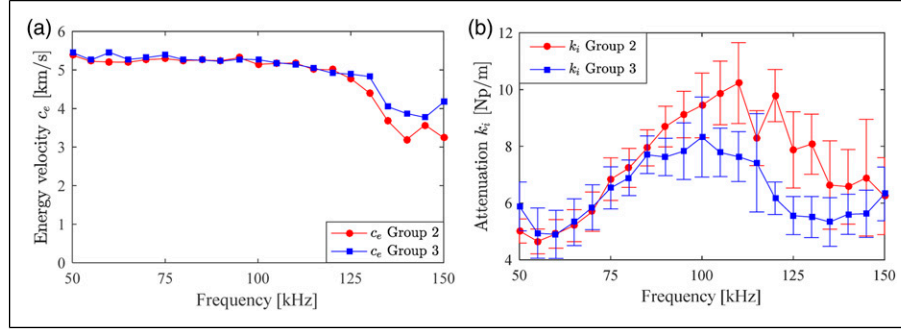 (a)
6
5
4
3
2
1
0
50 75 100 125 150
Energy velocity c_e [km/s]
Frequency [kHz]
c_e Group 2
c_e Group 3
(b)
12
10
8
6
4
50 75 100 125 150
Attenuation k_i [Np/m]
Frequency [kHz]
k_i Group 2
k_i Group 3